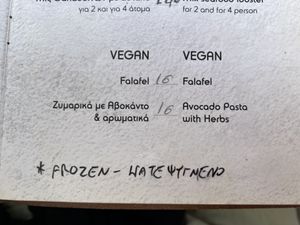 για 2 και για 4 άτομα for 2 and for 4 person
VEGAN VEGAN
Falafel 16 Falafel
Ζυμαρικά με Αβοκάντο 16 Avocado Pasta
& αρωματικά with Herbs
* FROZEN - ΚΑΤΕΨΥΓΜΕΝΟ